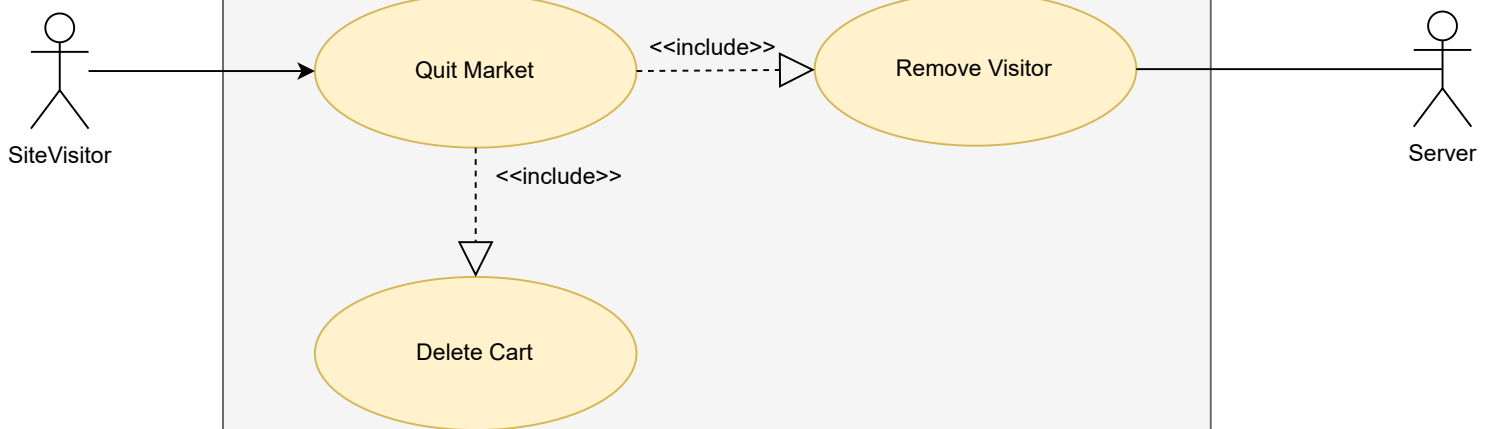 <<include>>
Quit Market
Remove Visitor
SiteVisitor
Server
<<include>>
Delete Cart